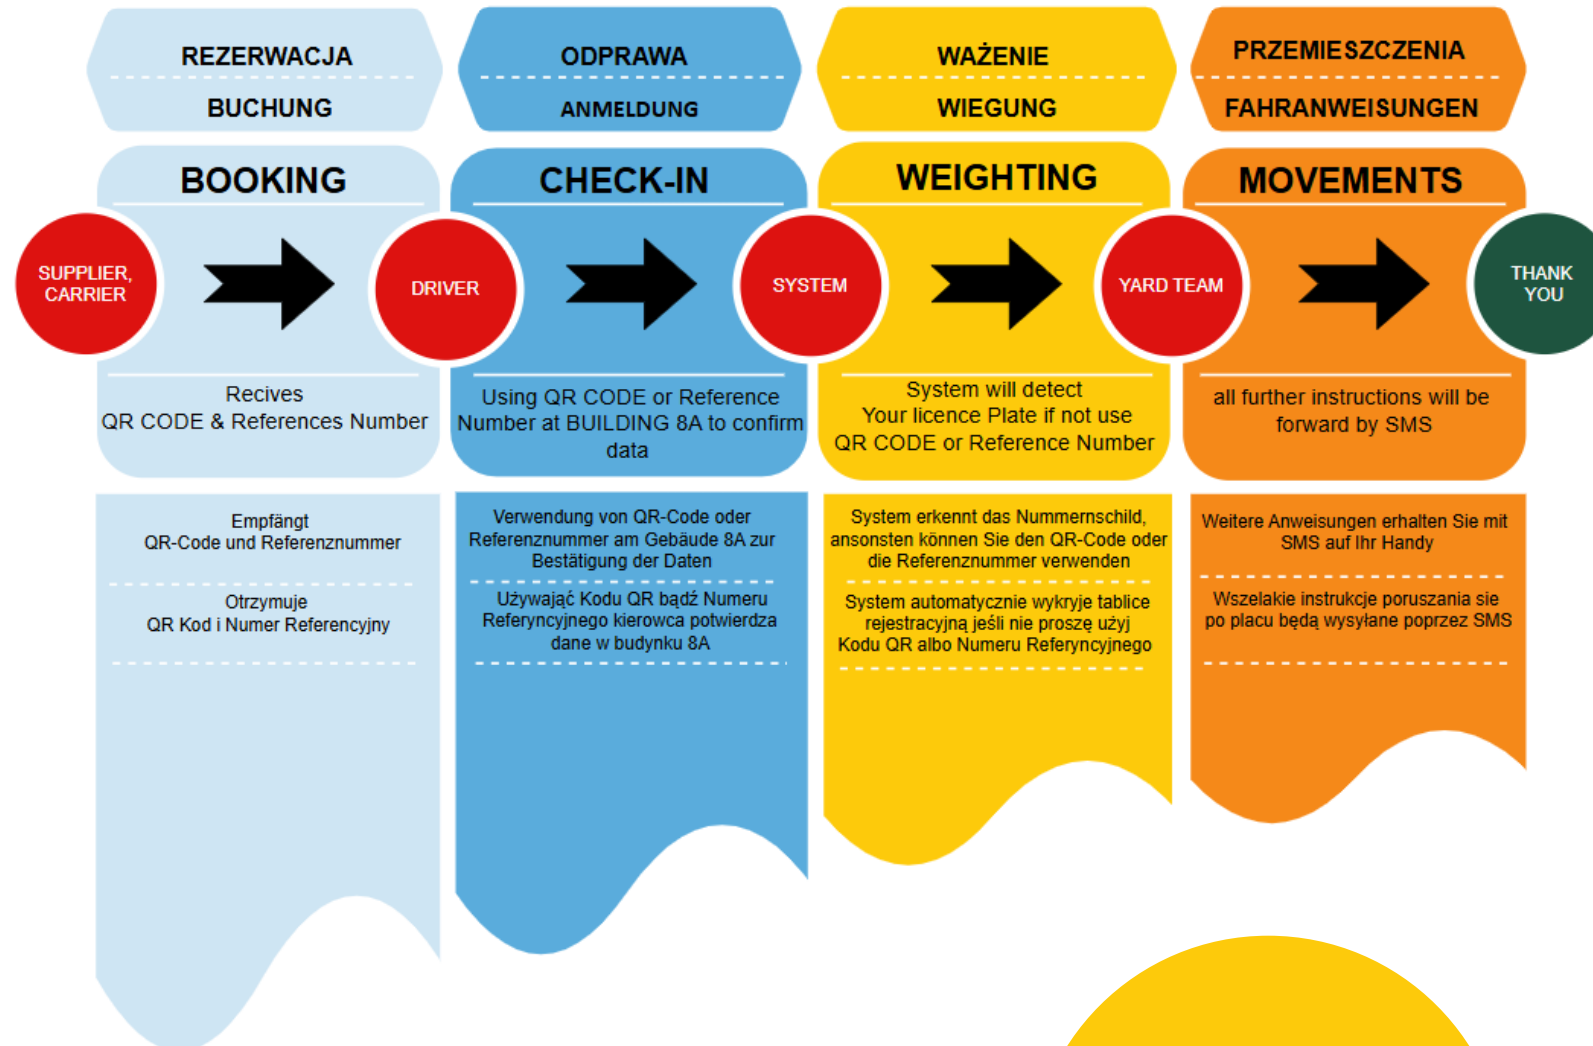 REZERWACJA
BUCHUNG
ODPRAWA
ANMELDUNG
WAŻENIE
WIEGUNG
PRZEMIESZCZENIA
FAHRANWEISUNGEN
BOOKING
CHECK-IN
WEIGHTING
MOVEMENTS
SUPPLIER,
CARRIER
DRIVER
SYSTEM
YARD TEAM
THANK
YOU
Recives
QR CODE & References Number
Using QR CODE or Reference
Number at BUILDING 8A to confirm
data
System will detect
Your licence Plate if not use
QR CODE or Reference Number
all further instructions will be
forward by SMS
Empfängt
QR-Code und Referenznummer
Otrzymuje
QR Kod i Numer Referencyjny
Verwendung von QR-Code oder
Referenznummer am Gebäude 8A zur
Bestätigung der Daten
Używająć Kodu QR bądź Numeru
Referyncyjnego kierowca potwierdza
dane w budynku 8A
System erkennt das Nummernschild,
ansonsten können Sie den QR-Code oder
die Referenznummer verwenden
System automatycznie wykryje tablice
rejestracyjną jeśli nie proszę użyj
Kodu QR albo Numeru Referyncyjnego
Weitere Anweisungen erhalten Sie mit
SMS auf Ihr Handy
Wszelakie instrukcje poruszania sie
po placu będą wysyłane poprzez SMS